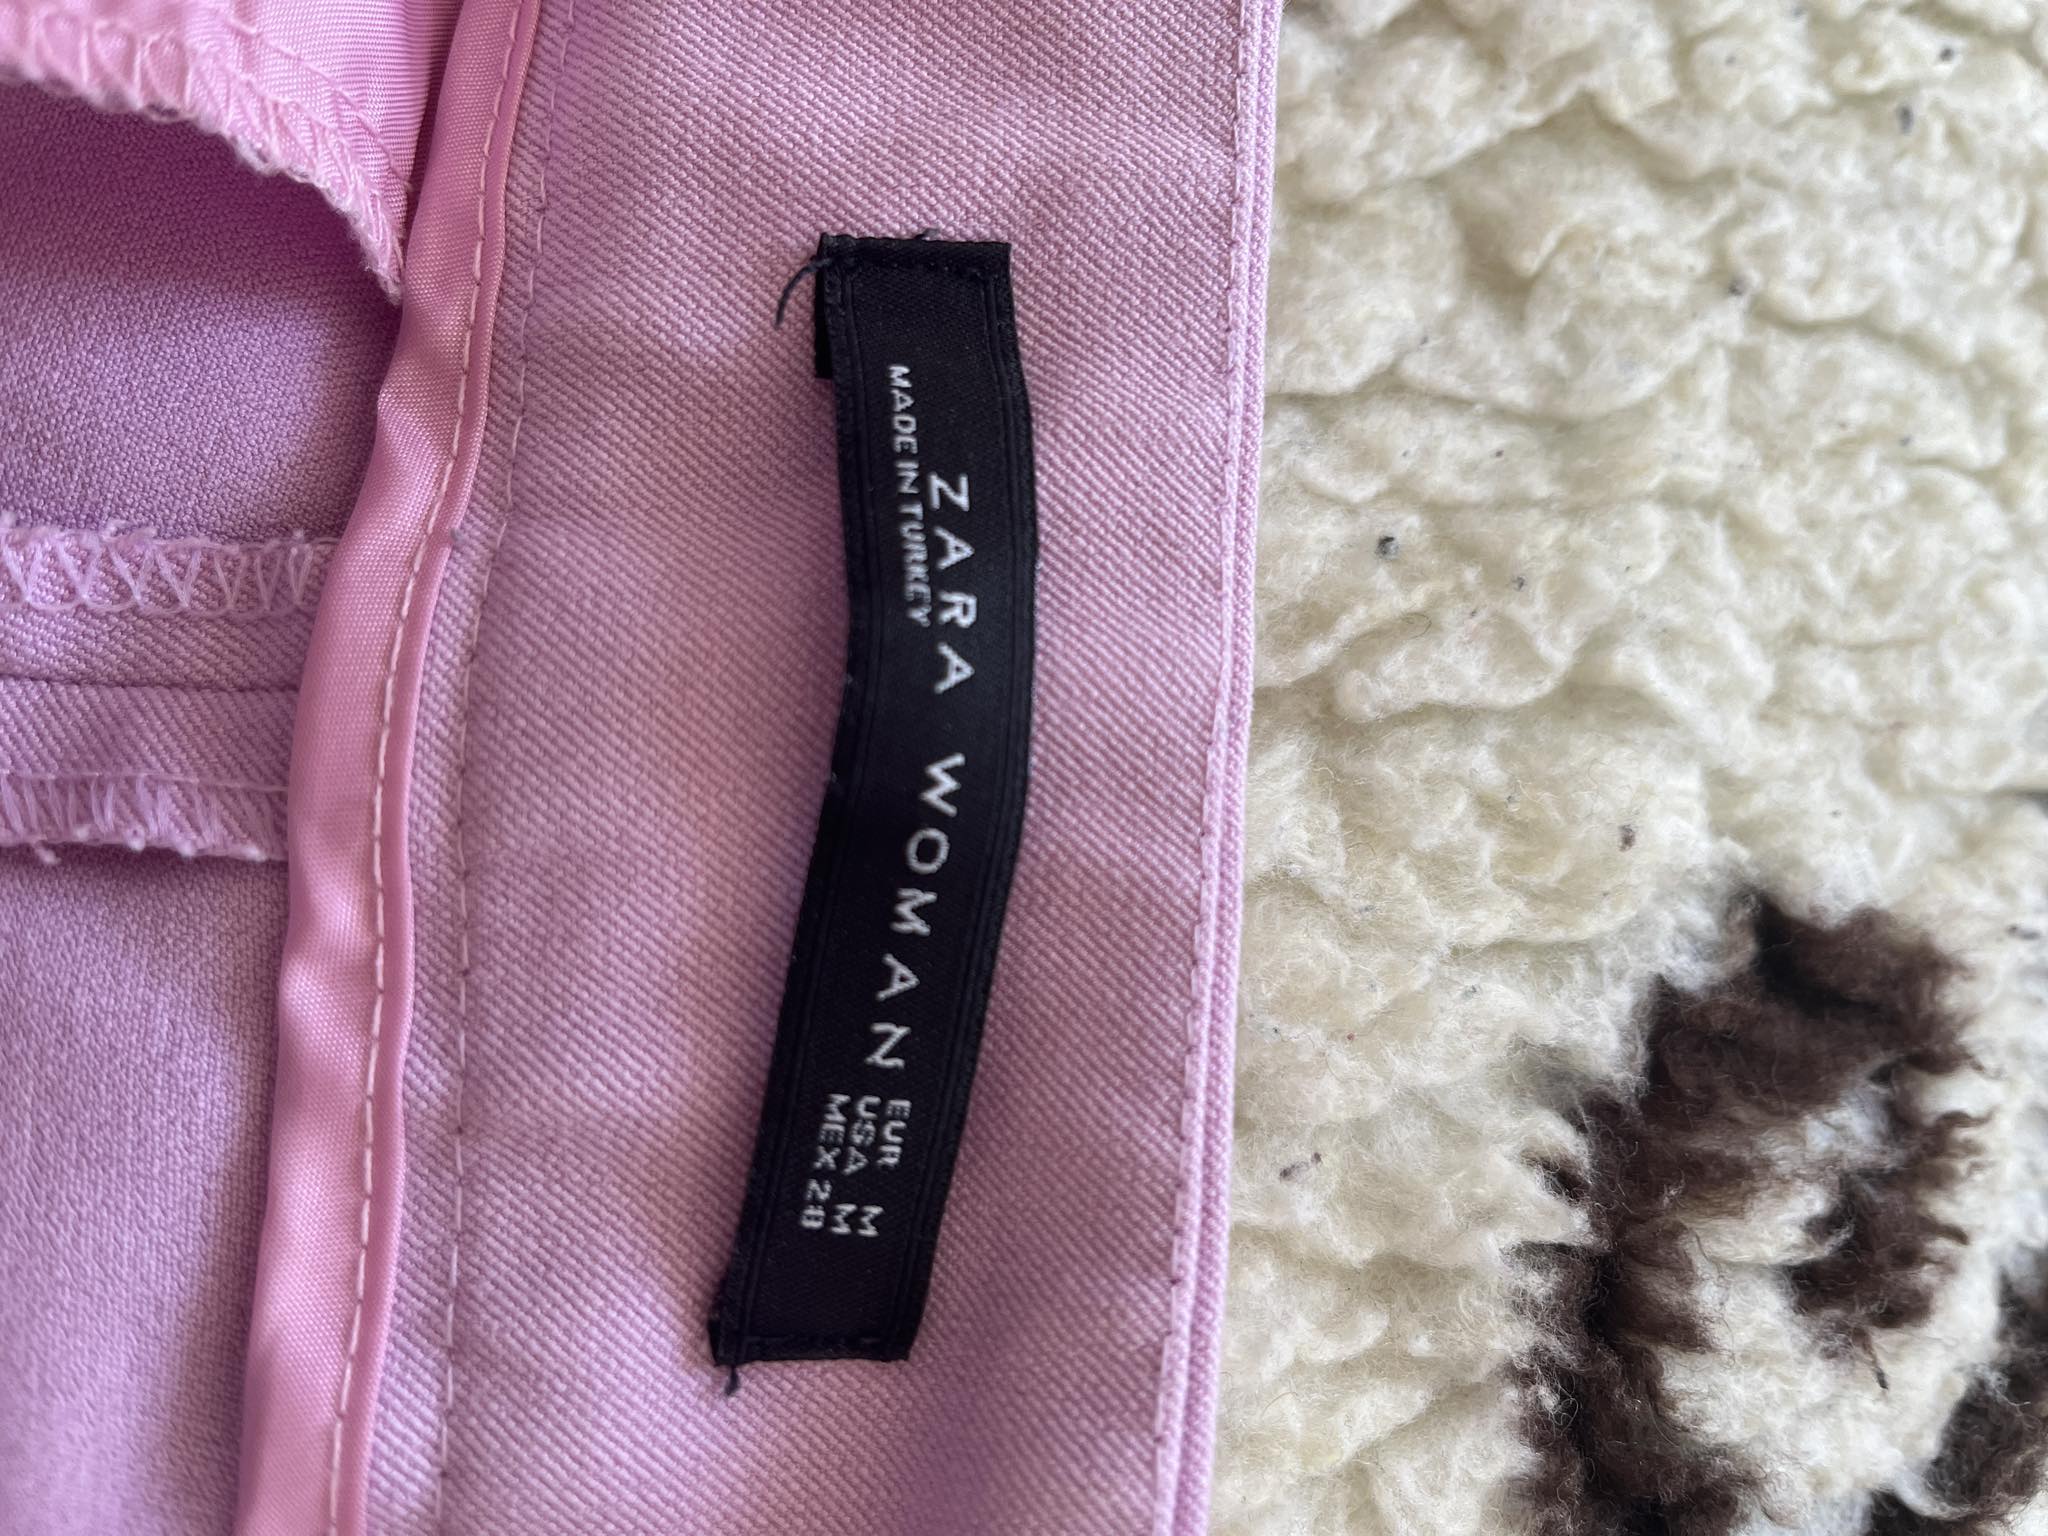 ZARA WOMAN
MADE IN TURKEY
EUR M
USA M
MEX 28